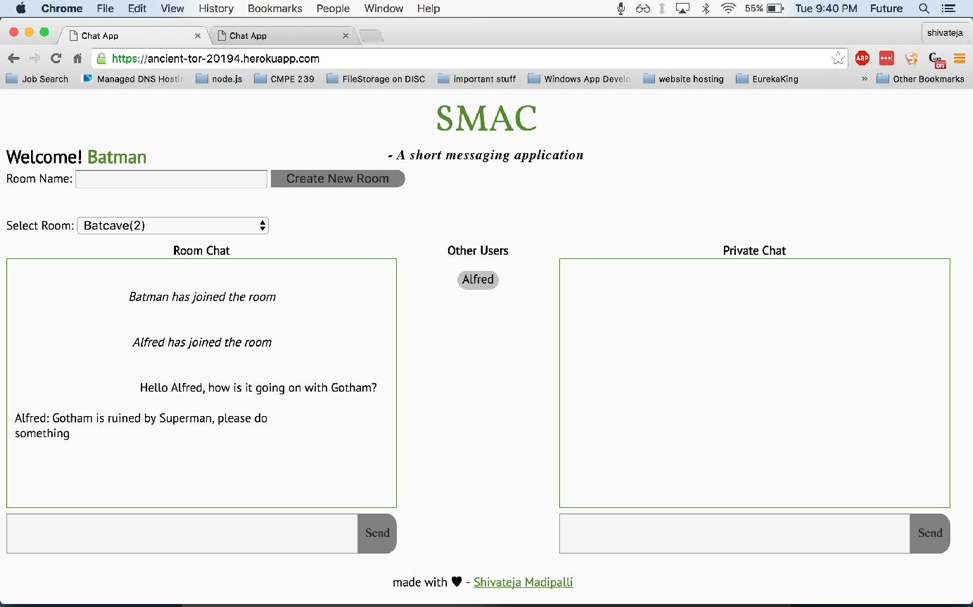 Chrome File Edit View History Bookmarks People Window Help 55% Tue 9:40 PM Future
Chat App Chat App shivateja
https://ancient-tor-20194.herokuapp.com ABP on
Job Search Managed DNS Hostin node.js CMPE 239 FileStorage on DISC important stuff Windows App Develo website hosting EurekaKing » Other Bookmarks
SMAC
- A short messaging application
Welcome! Batman
Room Name: Create New Room
Select Room: Batcave(2)
Room Chat Other Users Private Chat
Alfred
Batman has joined the room
Alfred has joined the room
Hello Alfred, how is it going on with Gotham?
Alfred: Gotham is ruined by Superman, please do
something
Send Send
made with ♥ - Shivateja Madipalli